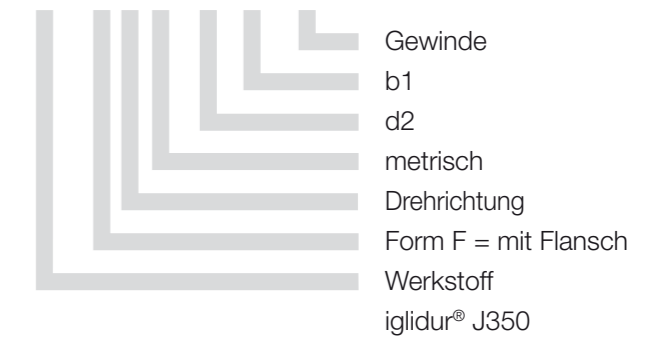 Gewinde
b1
d2
metrisch
Drehrichtung
Form F = mit Flansch
Werkstoff
iglidur® J350